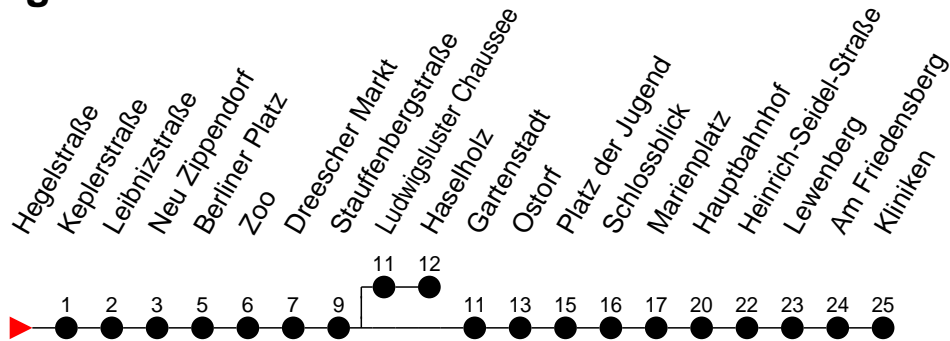 Hegelstraße
Keplerstraße
Leibnizstraße
Neu Zippendorf
Berliner Platz
Zoo
Dreescher Markt
Stauffenbergstraße
Ludwigsluster Chaussee
Haselholz
Gartenstadt
Ostorf
Platz der Jugend
Schlossblick
Marienplatz
Hauptbahnhof
Heinrich-Seidel-Straße
Lewenberg
Am Friedensberg
Kliniken
11 12
1 2 3 5 6 7 9 11 13 15 16 17 20 22 23 24 25